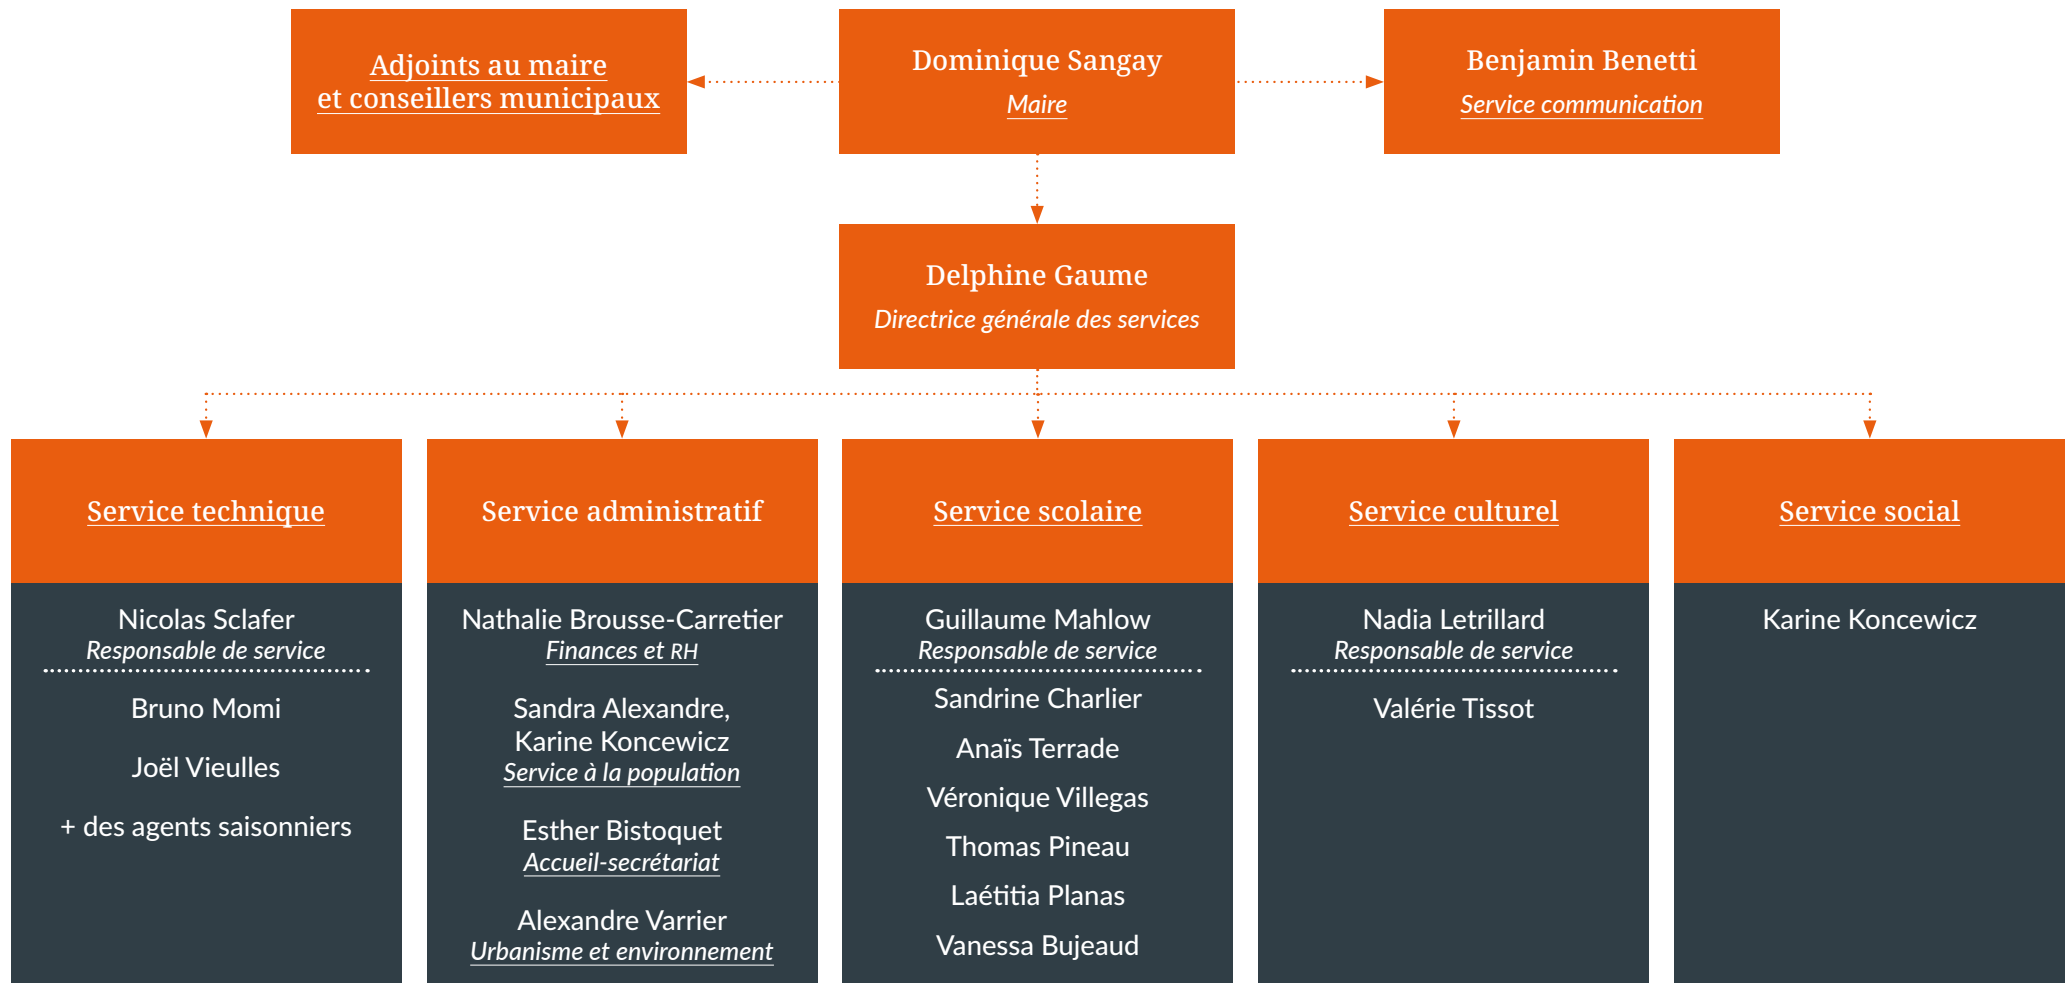 Adjoints au maire
et conseillers municipaux
Dominique Sangay
Maire
Benjamin Benetti
Service communication
Delphine Gaume
Directrice générale des services
Service technique
Nicolas Sclafer
Responsable de service
Bruno Momi
Joël Vieulles
+ des agents saisonniers
Service administratif
Nathalie Brousse-Carretier
Finances et RH
Sandra Alexandre,
Karine Koncewicz
Service à la population
Esther Bistoquet
Accueil-secrétariat
Alexandre Varrier
Urbanisme et environnement
Service scolaire
Guillaume Mahlow
Responsable de service
Sandrine Charlier
Anaïs Terrade
Véronique Villegas
Thomas Pineau
Laétitia Planas
Vanessa Bujeaud
Service culturel
Nadia Letrillard
Responsable de service
Valérie Tissot
Service social
Karine Koncewicz